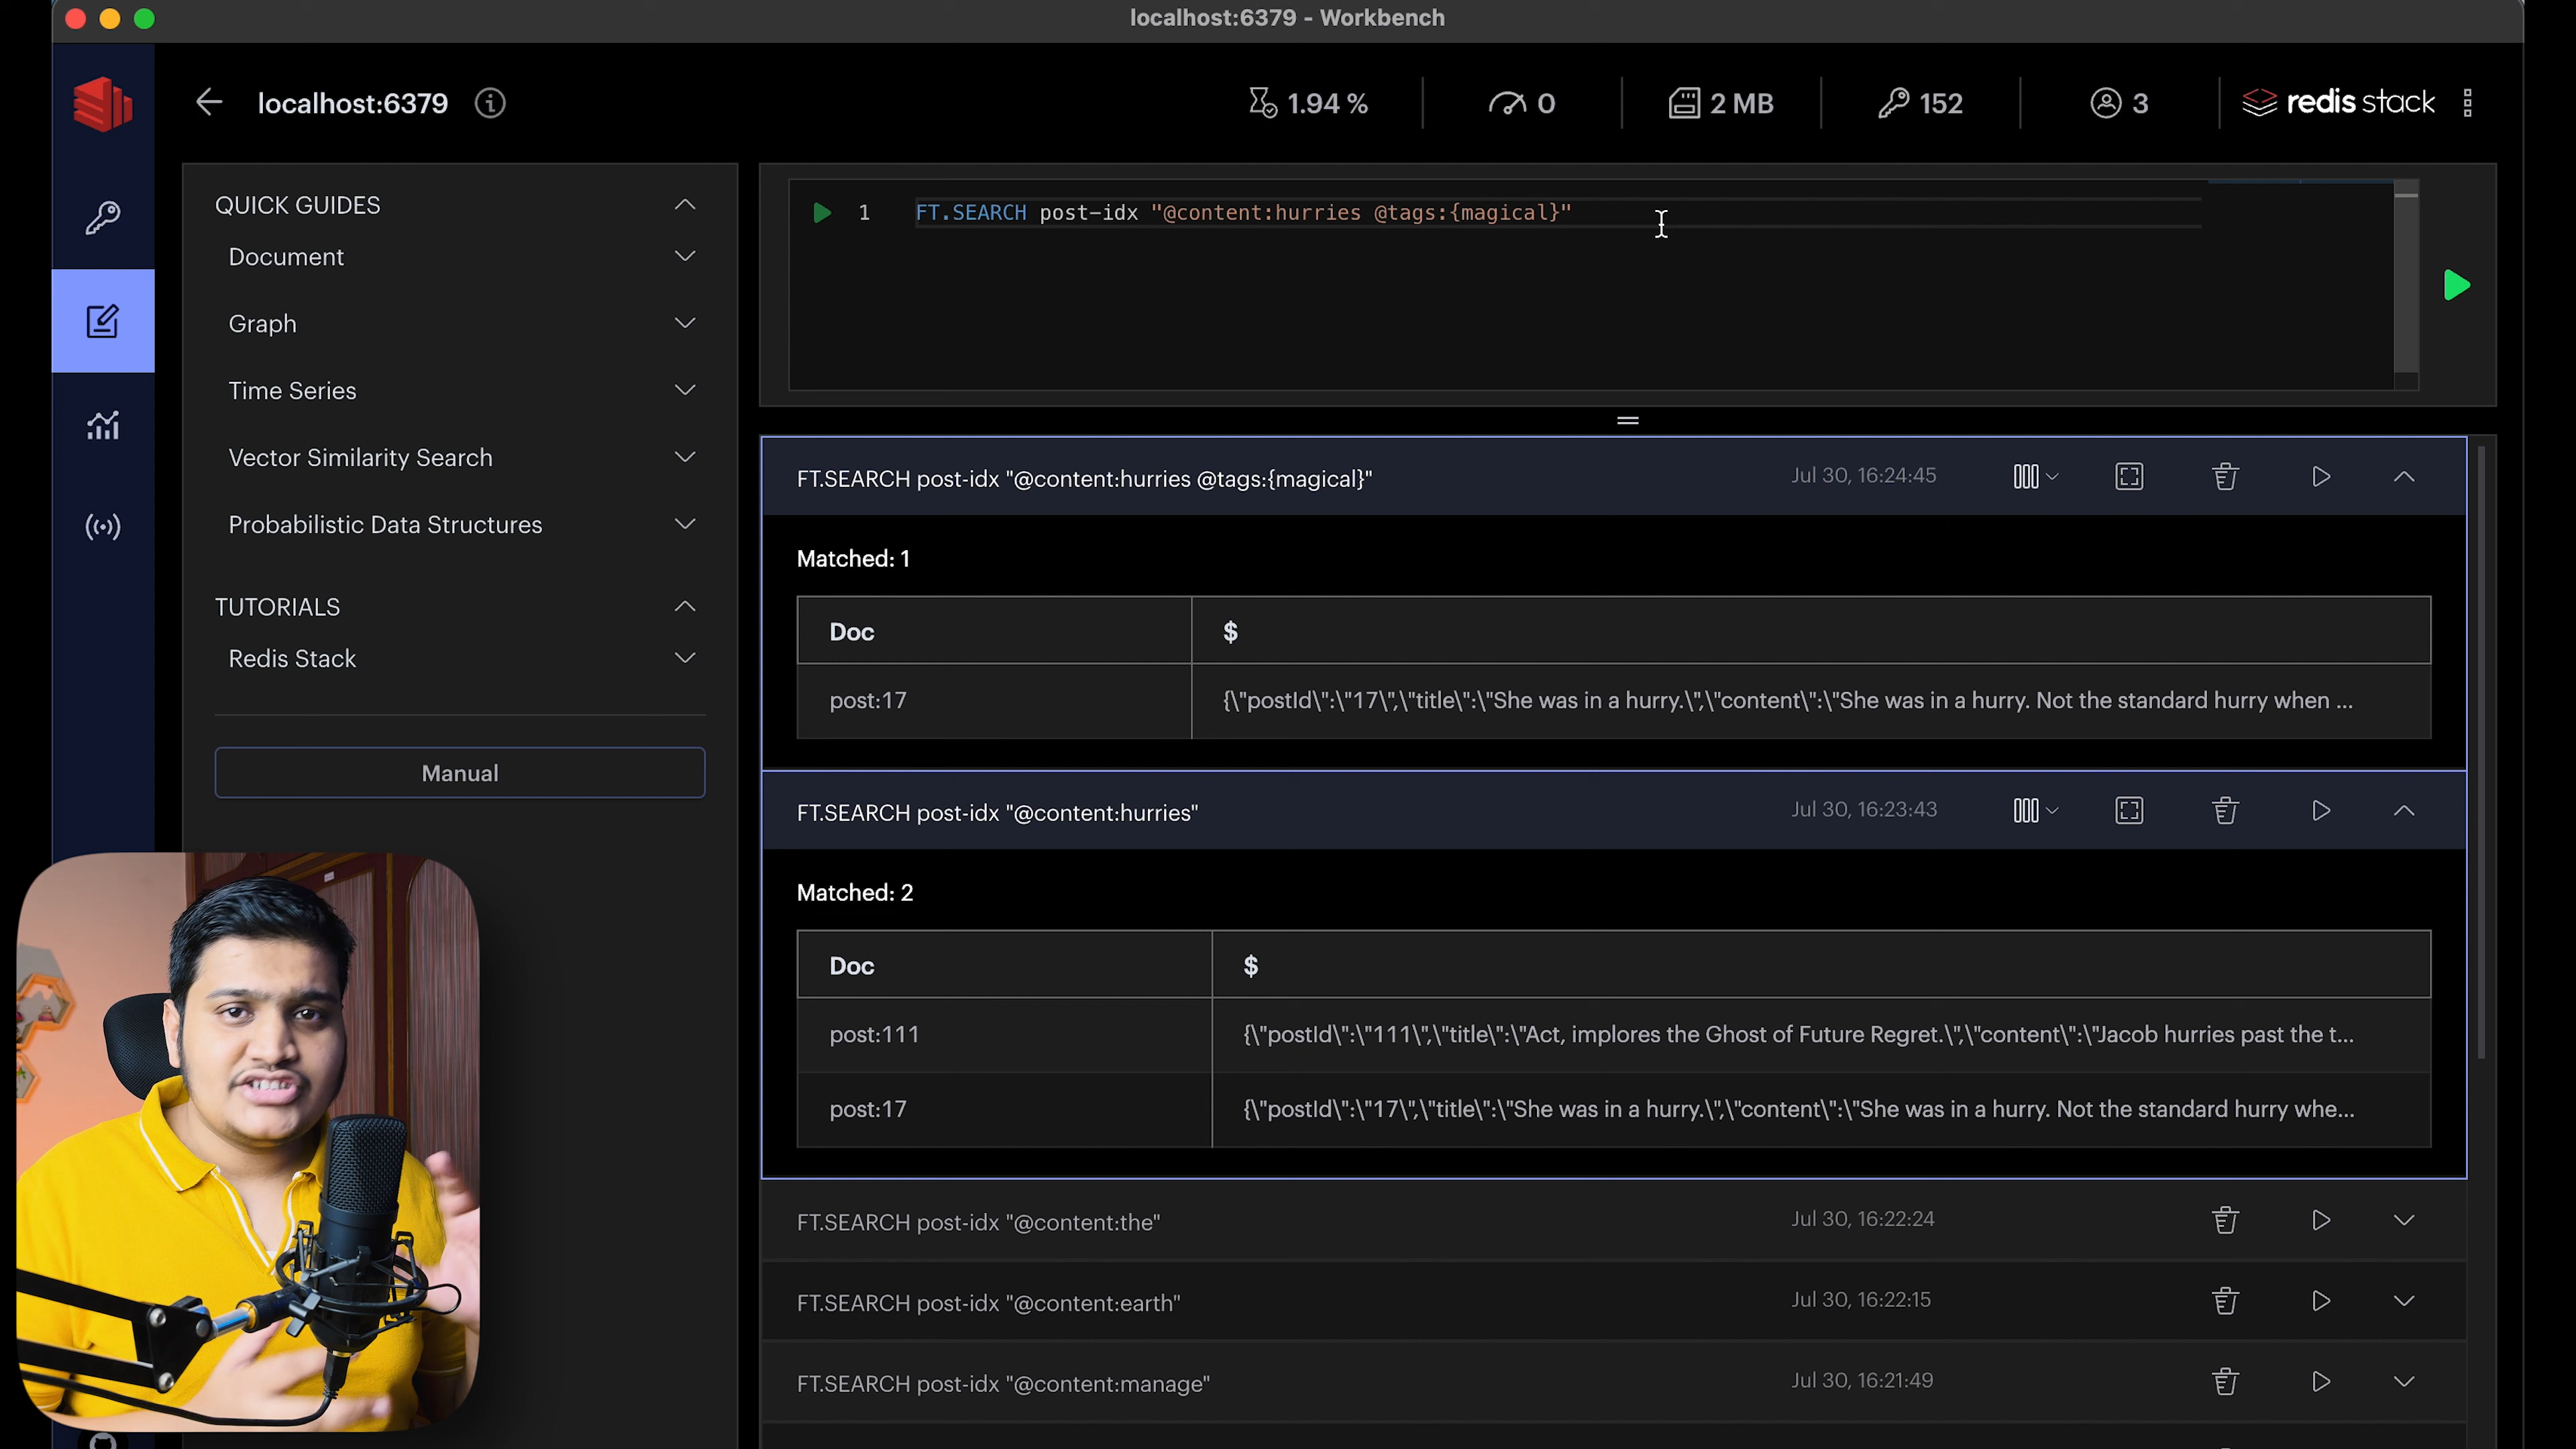 localhost:6379 - Workbench
localhost:6379
1.94 %
0
2 MB
152
3
redis stack
QUICK GUIDES
Document
Graph
Time Series
Vector Similarity Search
Probabilistic Data Structures
TUTORIALS
Redis Stack
Manual
1 FT.SEARCH post-idx "@content:hurries @tags:{magical}"
FT.SEARCH post-idx "@content:hurries @tags:{magical}" Jul 30, 16:24:45
Matched: 1
Doc $
post:17 {\"postId\":\"17\",\"title\":\"She was in a hurry.\",\"content\":\"She was in a hurry. Not the standard hurry when ...
FT.SEARCH post-idx "@content:hurries" Jul 30, 16:23:43
Matched: 2
Doc $
post:111 {\"postId\":\"111\",\"title\":\"Act, implores the Ghost of Future Regret.\",\"content\":\"Jacob hurries past the t...
post:17 {\"postId\":\"17\",\"title\":\"She was in a hurry.\",\"content\":\"She was in a hurry. Not the standard hurry whe...
FT.SEARCH post-idx "@content:the" Jul 30, 16:22:24
FT.SEARCH post-idx "@content:earth" Jul 30, 16:22:15
FT.SEARCH post-idx "@content:manage" Jul 30, 16:21:49